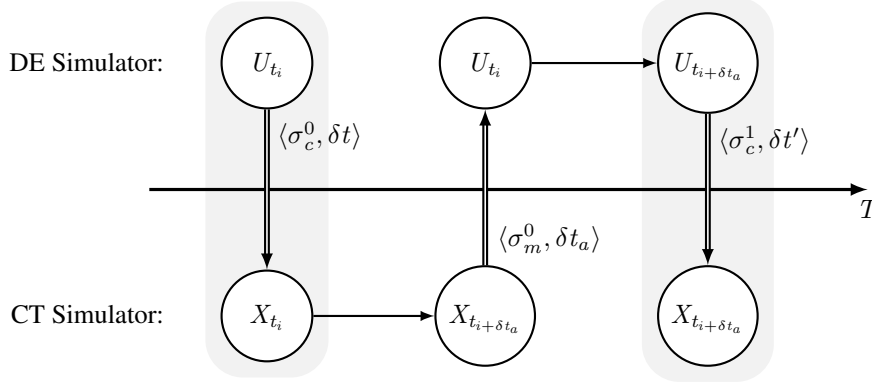 DE Simulator: U_{t_i} U_{t_i} U_{t_{i+δt_a}}
⟨σ_c^0, δt⟩ ⟨σ_c^1, δt′⟩
T
⟨σ_m^0, δt_a⟩
CT Simulator: X_{t_i} X_{t_{i+δt_a}} X_{t_{i+δt_a}}